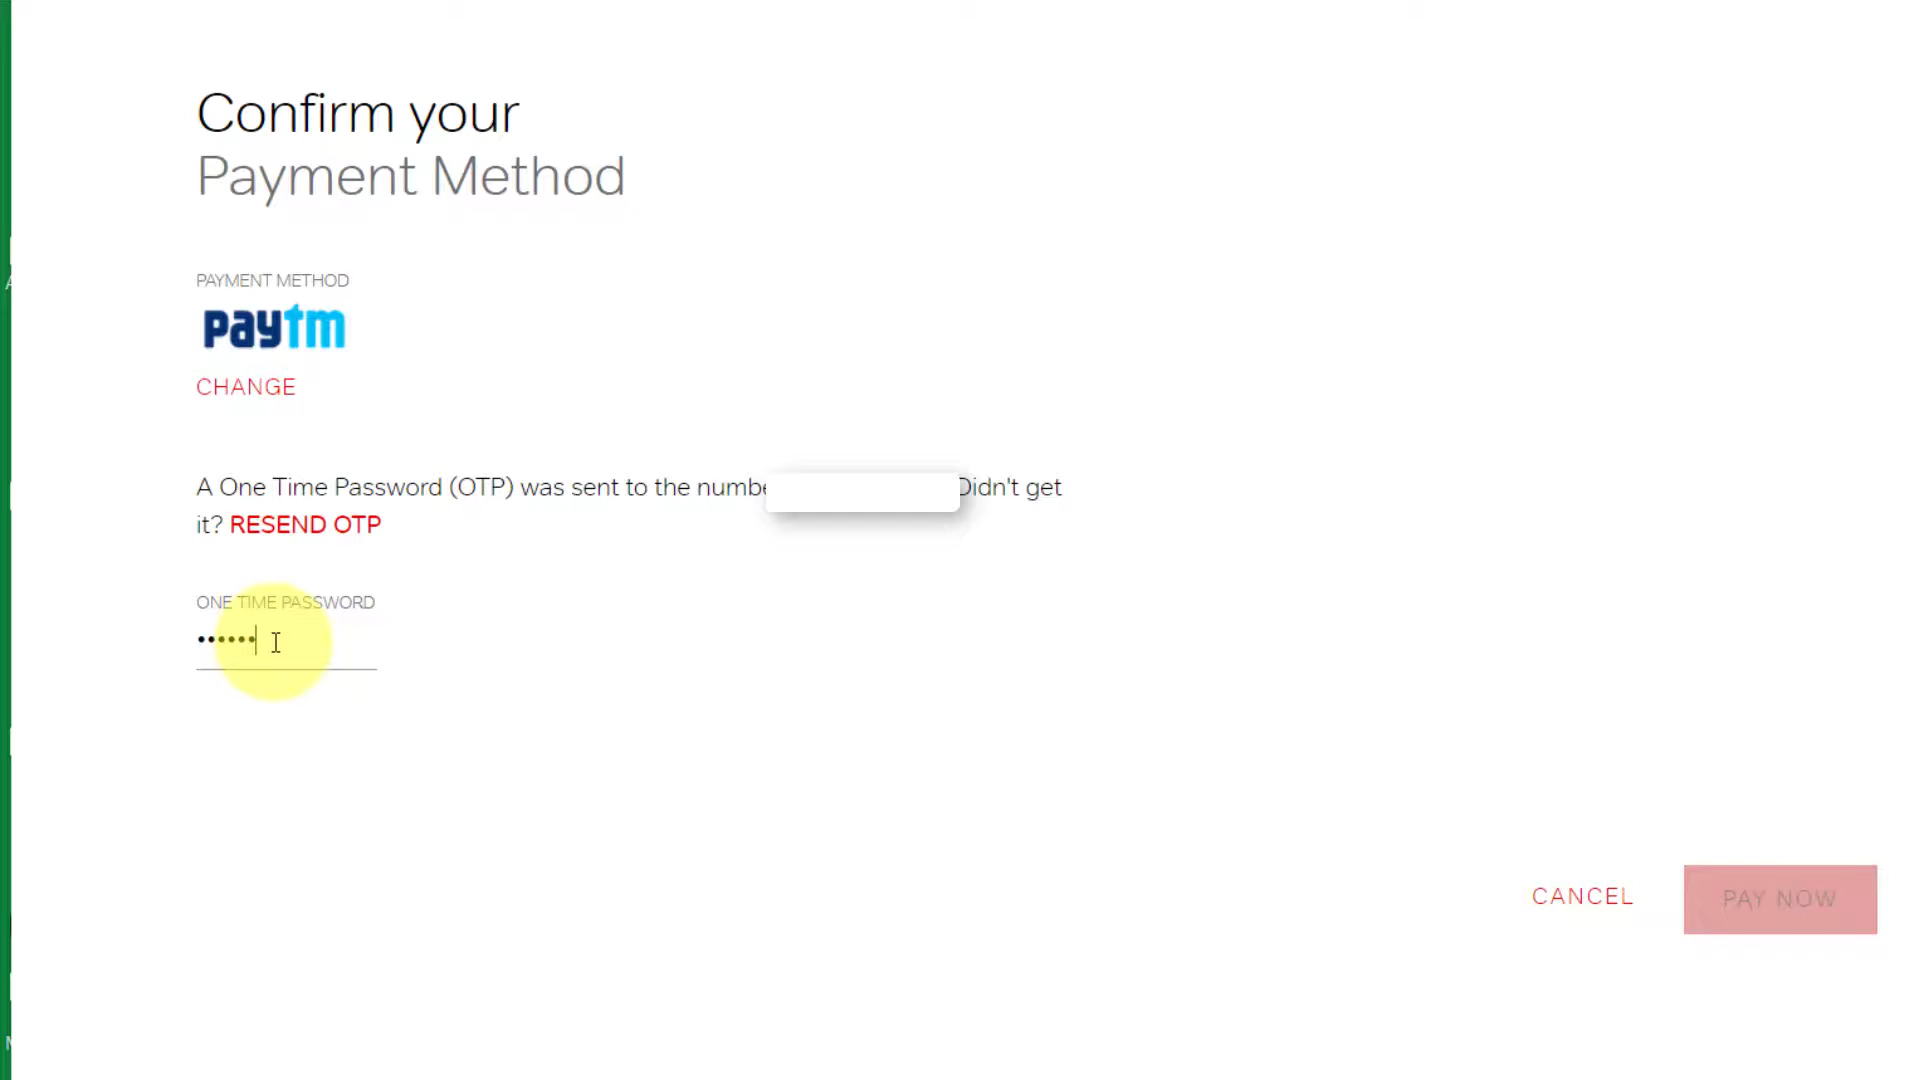 Confirm your
Payment Method
PAYMENT METHOD
paytm
CHANGE
A One Time Password (OTP) was sent to the numbe Didn't get
it? RESEND OTP
ONE TIME PASSWORD
••••••
CANCEL
PAY NOW